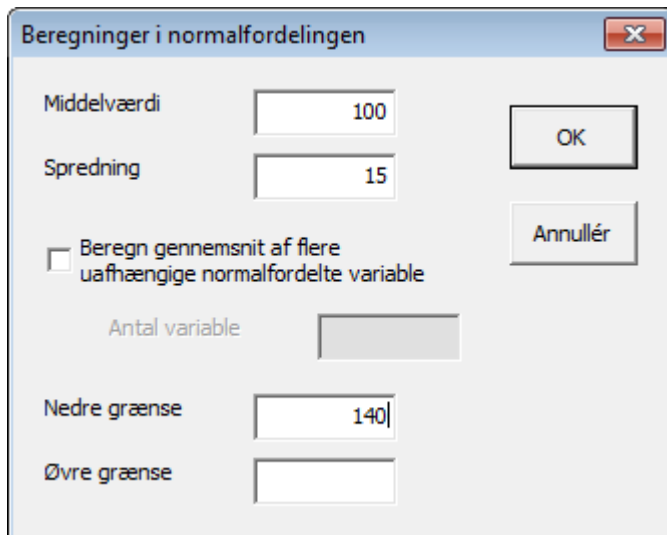 Beregninger i normalfordelingen
Middelværdi 100
OK
Spredning 15
Annullér
Beregn gennemsnit af flere
uafhængige normalfordelte variable
Antal variable
Nedre grænse 140
Øvre grænse